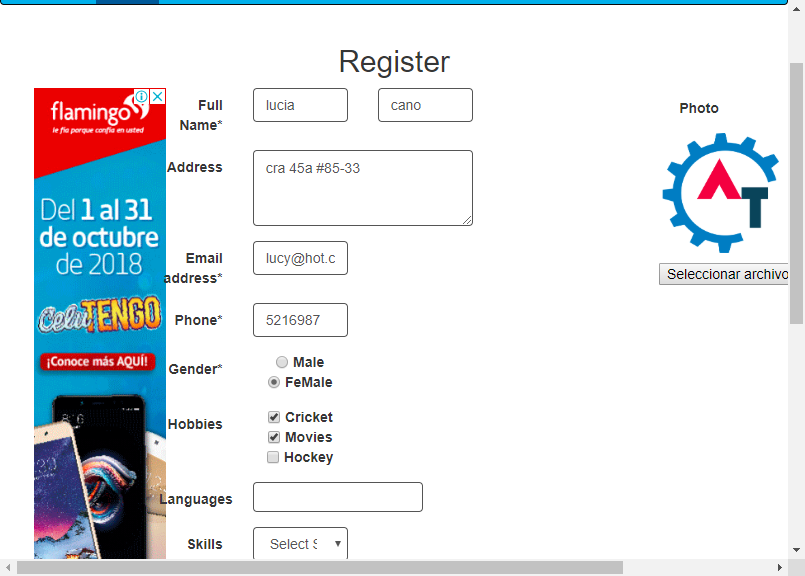 Register
flamingo
le fía porque confía en usted
Del 1 al 31
de octubre
de 2018
CeluTENGO
¡Conoce más AQUÍ!
Full
Name*
lucia
cano
Address
cra 45a #85-33
Email
address*
lucy@hot.c
Phone*
5216987
Gender*
Male
FeMale
Hobbies
Cricket
Movies
Hockey
Languages
Skills
Select S
Photo
AT
Seleccionar archivo